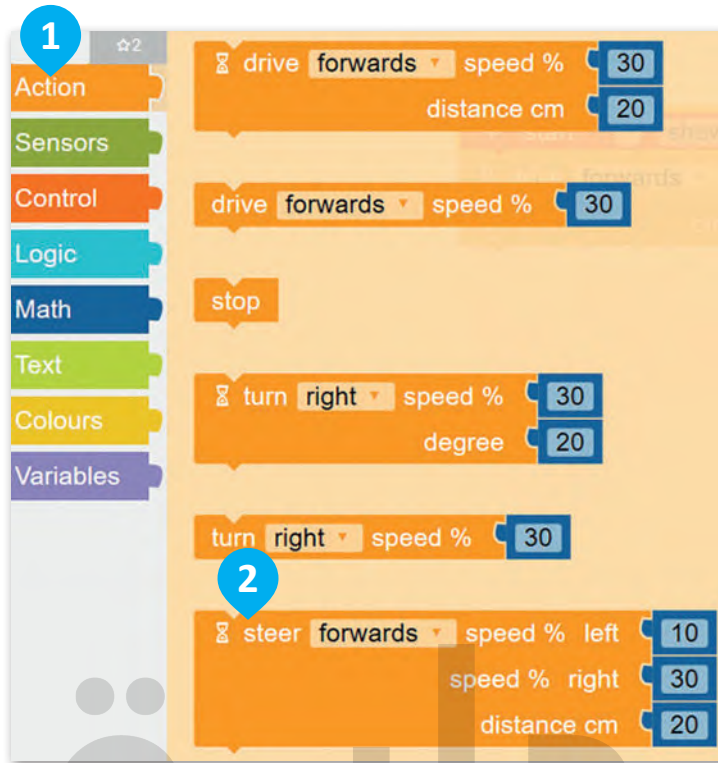 1
☆2
Action
Sensors
Control
Logic
Math
Text
Colours
Variables
drive forwards speed % 30
distance cm 20
drive forwards speed % 30
stop
turn right speed % 30
degree 20
turn right speed % 30
2
steer forwards speed % left 10
speed % right 30
distance cm 20
forwards